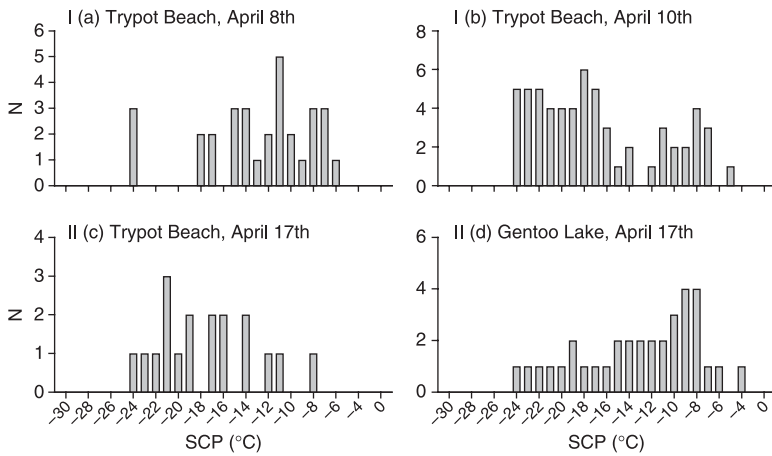 I (a) Trypot Beach, April 8th
6
5
4
3
2
1
0
N
I (b) Trypot Beach, April 10th
8
6
4
2
0
II (c) Trypot Beach, April 17th
4
3
2
1
0
N
–30 –28 –26 –24 –22 –20 –18 –16 –14 –12 –10 –8 –6 –4 –2 0
SCP (°C)
II (d) Gentoo Lake, April 17th
6
4
2
0
–30 –28 –26 –24 –22 –20 –18 –16 –14 –12 –10 –8 –6 –4 –2 0
SCP (°C)